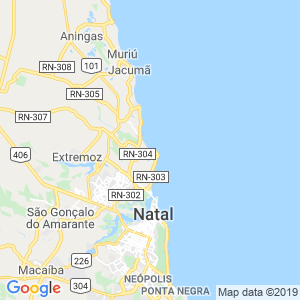 Aningas
Muriú
Jacumã
RN-308
101
RN-305
RN-307
406
RN-304
Extremoz
RN-303
RN-302
São Gonçalo
do Amarante
Natal
226
Macaíba
304
NEÓPOLIS
PONTA NEGRA
Google
Map data ©2019